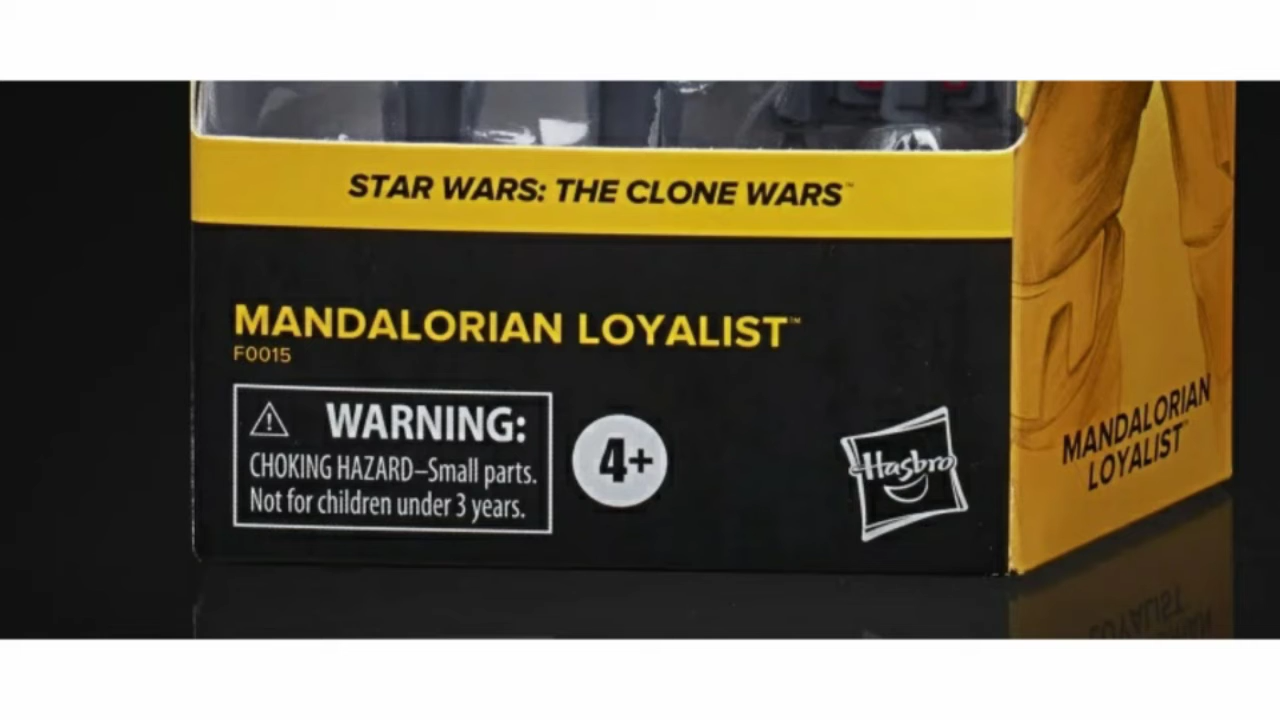 STAR WARS: THE CLONE WARS™
MANDALORIAN LOYALIST™
F0015
WARNING:
CHOKING HAZARD–Small parts.
Not for children under 3 years.
4+
Hasbro
MANDALORIAN
LOYALIST™